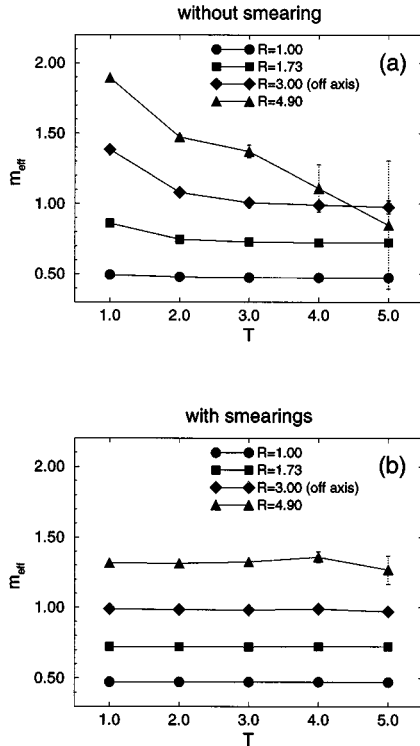 without smearing
(a)
R=1.00
R=1.73
R=3.00 (off axis)
R=4.90
2.00
1.50
1.00
0.50
m_eff
1.0 2.0 3.0 4.0 5.0
T
with smearings
(b)
R=1.00
R=1.73
R=3.00 (off axis)
R=4.90
2.00
1.50
1.00
0.50
m_eff
1.0 2.0 3.0 4.0 5.0
T